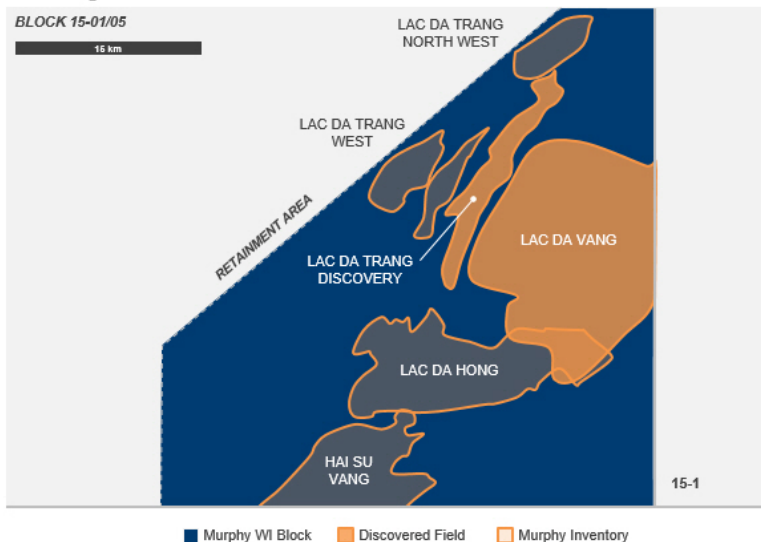 BLOCK 15-01/05
15 km
LAC DA TRANG
NORTH WEST
LAC DA TRANG
WEST
RETAINMENT AREA
LAC DA VANG
LAC DA TRANG
DISCOVERY
LAC DA HONG
HAI SU
VANG
15-1
Murphy WI Block
Discovered Field
Murphy Inventory